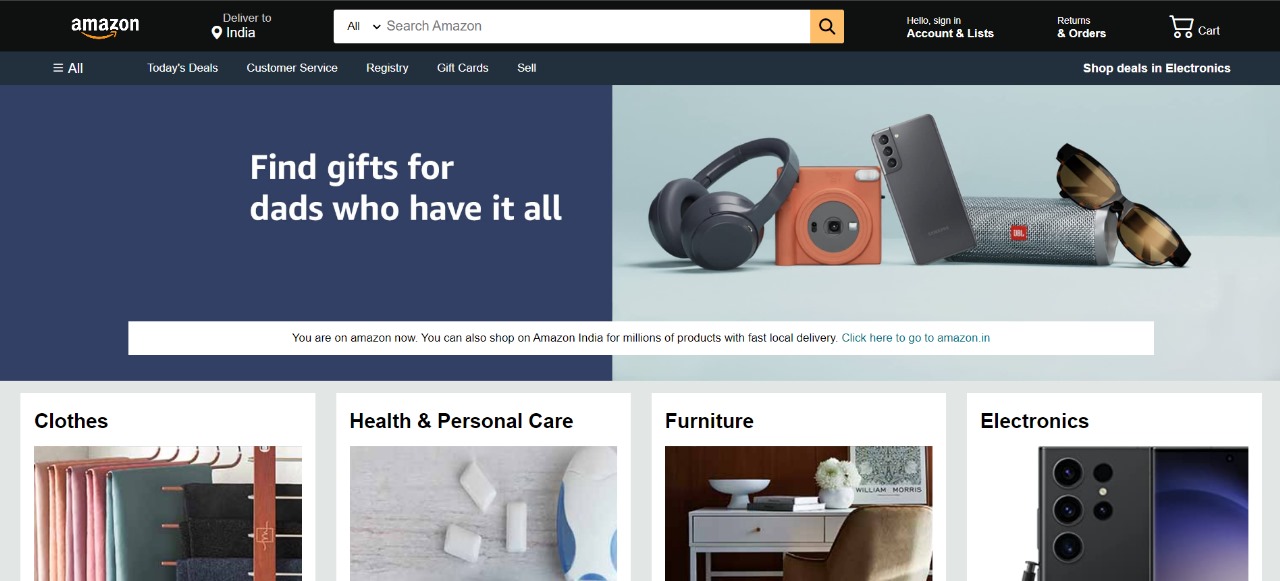 amazon
Deliver to
India
All
Search Amazon
Hello, sign in
Account & Lists
Returns
& Orders
Cart
All
Today's Deals
Customer Service
Registry
Gift Cards
Sell
Shop deals in Electronics
Find gifts for
dads who have it all
SAMSUNG
JBL
You are on amazon now. You can also shop on Amazon India for millions of products with fast local delivery. Click here to go to amazon.in
Clothes
Health & Personal Care
Furniture
Electronics
WILLIAM MORRIS